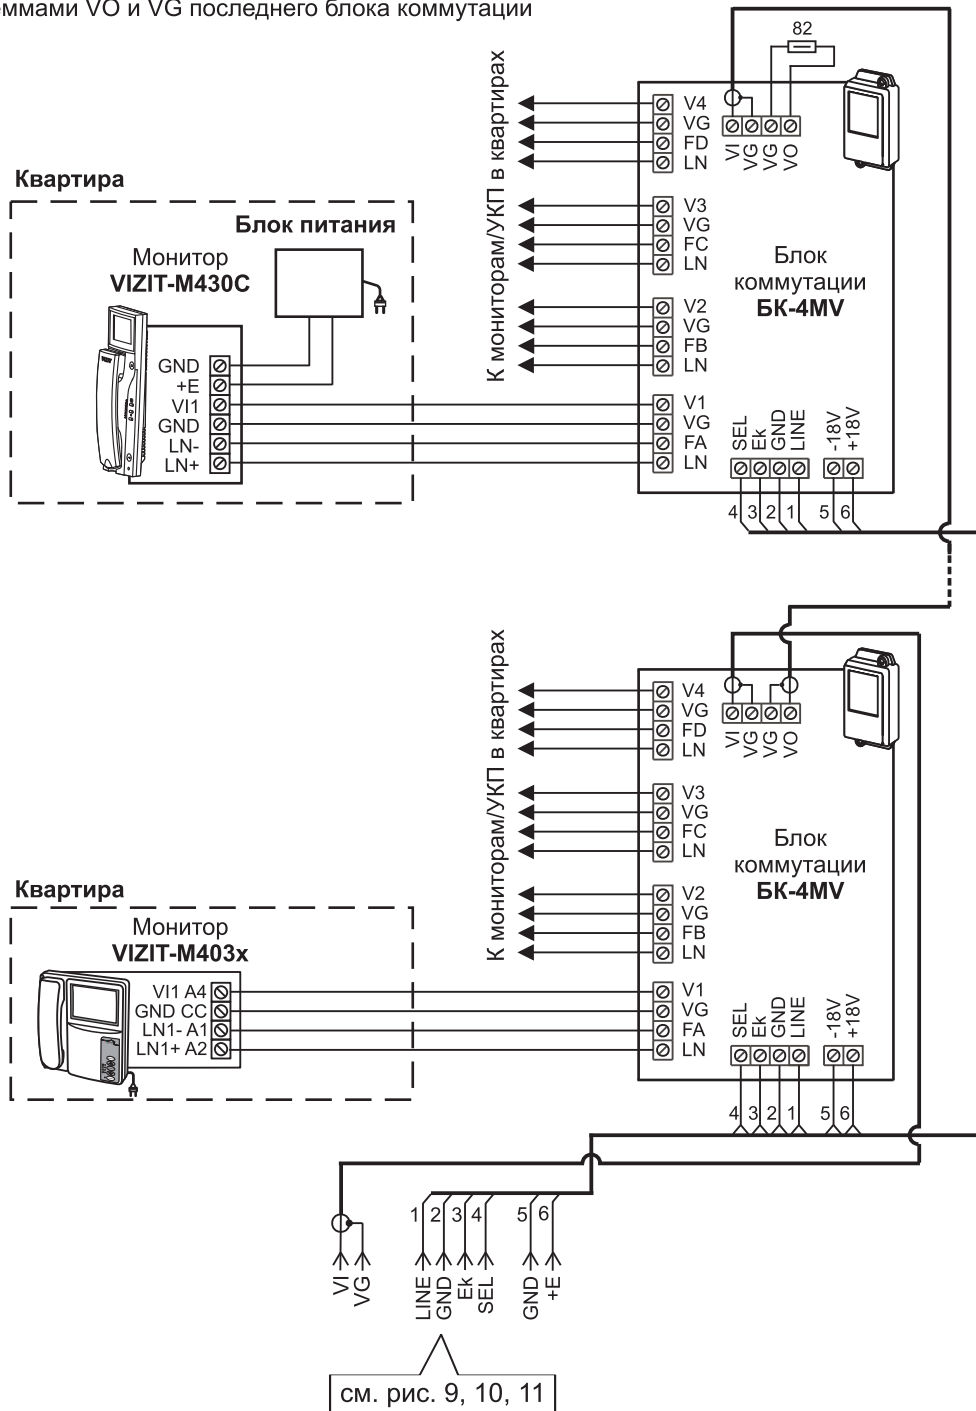 еммами VO и VG последнего блока коммутации
82
К мониторам/УКП в квартирах
V4
VG
FD
LN
VI
VG
VG
VO
Квартира
Блок питания
Монитор
VIZIT-M430C
V3
VG
FC
LN
Блок
коммутации
БК-4MV
V2
VG
FB
LN
GND
+E
VI1
GND
LN-
LN+
V1
VG
FA
LN
SEL
Ek
GND
LINE
-18V
+18V
4
3
2
1
5
6
К мониторам/УКП в квартирах
V4
VG
FD
LN
VI
VG
VG
VO
V3
VG
FC
LN
Блок
коммутации
БК-4MV
V2
VG
FB
LN
Квартира
Монитор
VIZIT-M403x
VI1 A4
GND CC
LN1- A1
LN1+ A2
V1
VG
FA
LN
SEL
Ek
GND
LINE
-18V
+18V
4
3
2
1
5
6
1
2
3
4
5
6
VI
VG
LINE
GND
Ek
SEL
GND
+E
см. рис. 9, 10, 11